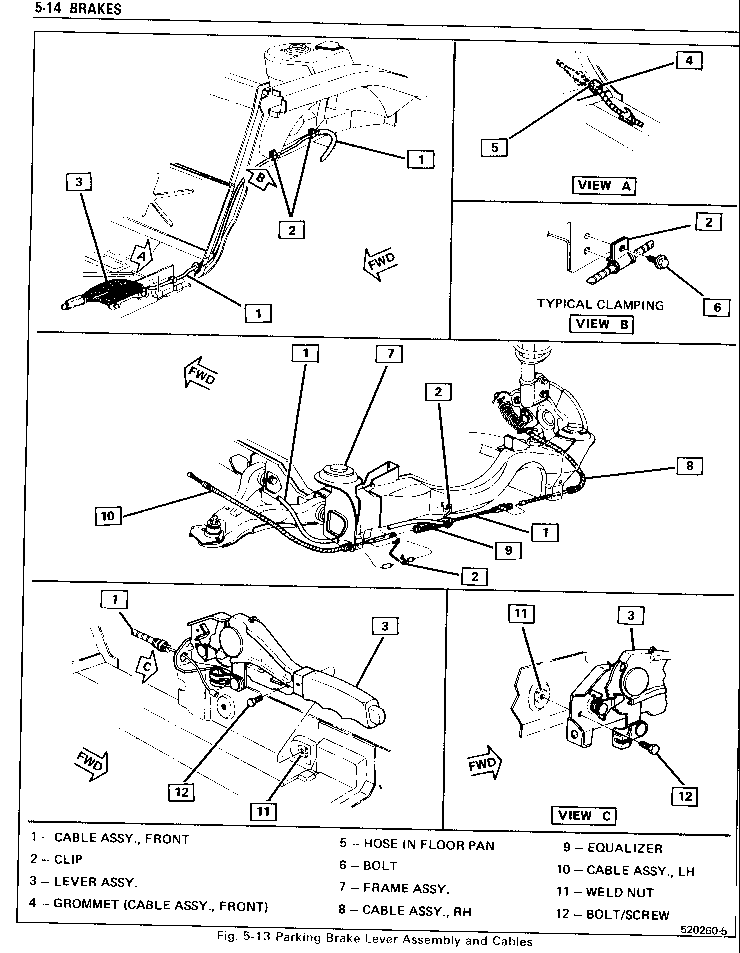 5-14 BRAKES
4
5
1
VIEW A
3
B
2
2
A
FWD
1
6
TYPICAL CLAMPING
VIEW B
1
7
FWD
2
8
10
1
9
2
1
3
11
3
C
FWD
12
11
FWD
12
VIEW C
1 - CABLE ASSY., FRONT
2 - CLIP
3 - LEVER ASSY.
4 - GROMMET (CABLE ASSY., FRONT)
5 - HOSE IN FLOOR PAN
6 - BOLT
7 - FRAME ASSY.
8 - CABLE ASSY., RH
9 - EQUALIZER
10 - CABLE ASSY., LH
11 - WELD NUT
12 - BOLT/SCREW
520260-5
Fig. 5-13 Parking Brake Lever Assembly and Cables